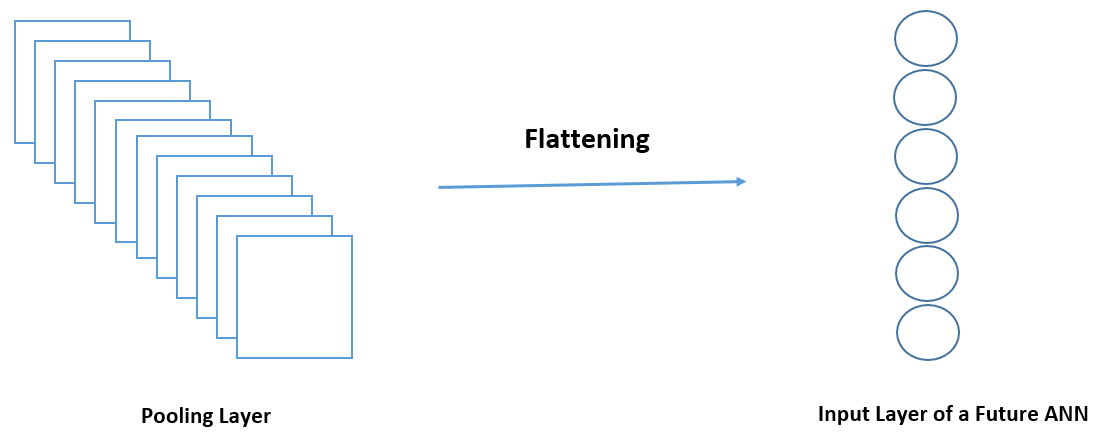 Flattening
Pooling Layer
Input Layer of a Future ANN